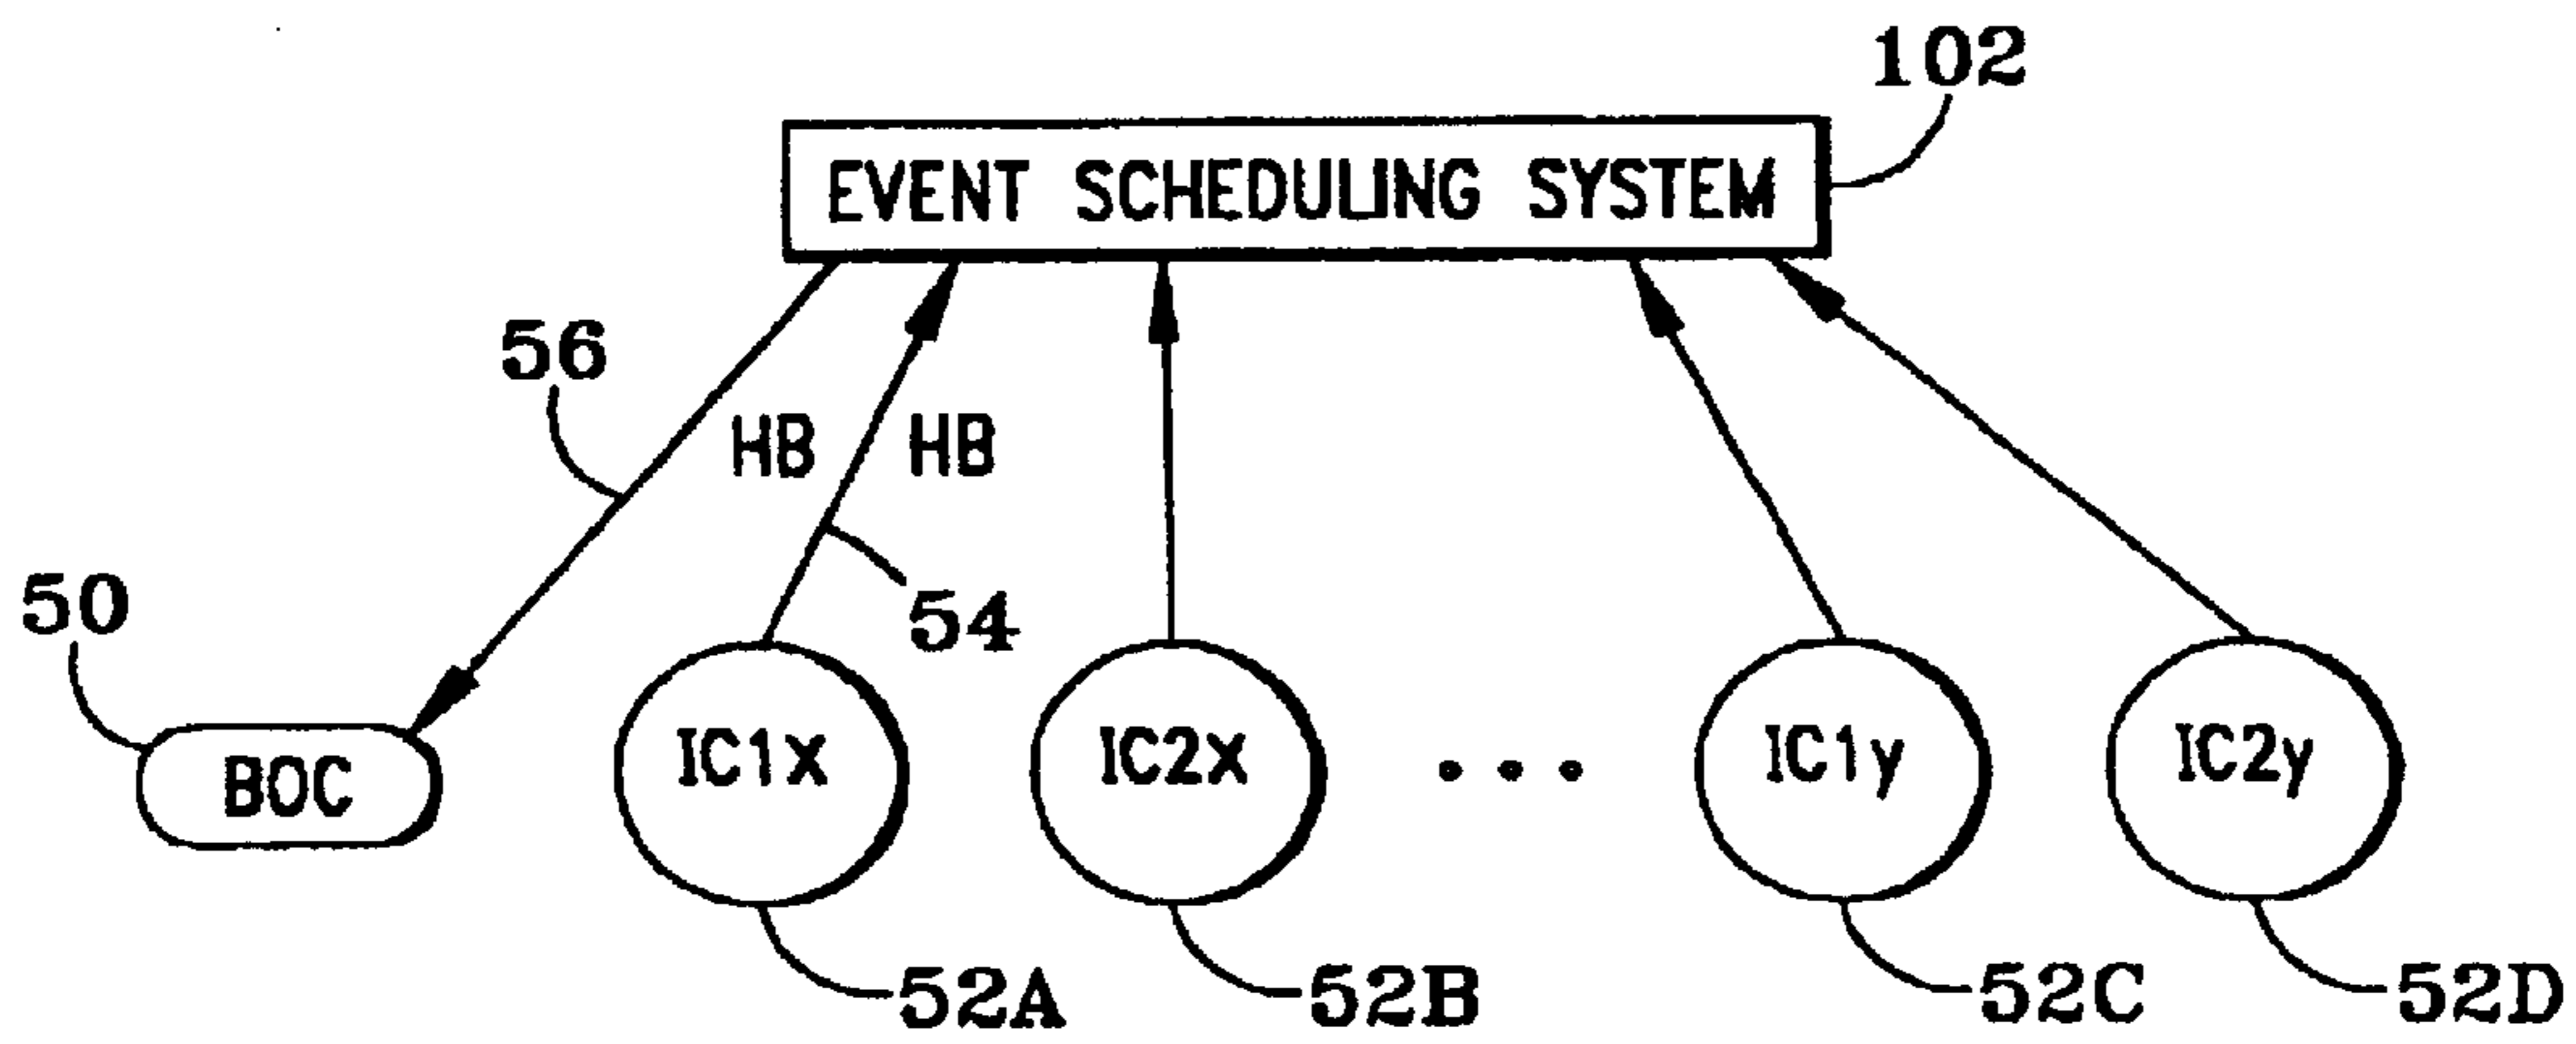 102
EVENT SCHEDULING SYSTEM
56
HB HB
50
54
BOC
IC1x
IC2x
• • •
IC1y
IC2y
52A
52B
52C
52D